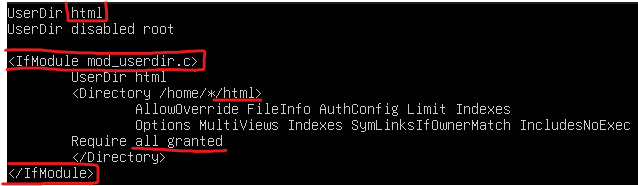 UserDir html
UserDir disabled root
<IfModule mod_userdir.c>
UserDir html
<Directory /home/*/html>
AllowOverride FileInfo AuthConfig Limit Indexes
Options MultiViews Indexes SymLinksIfOwnerMatch IncludesNoExec
Require all granted
</Directory>
</IfModule>